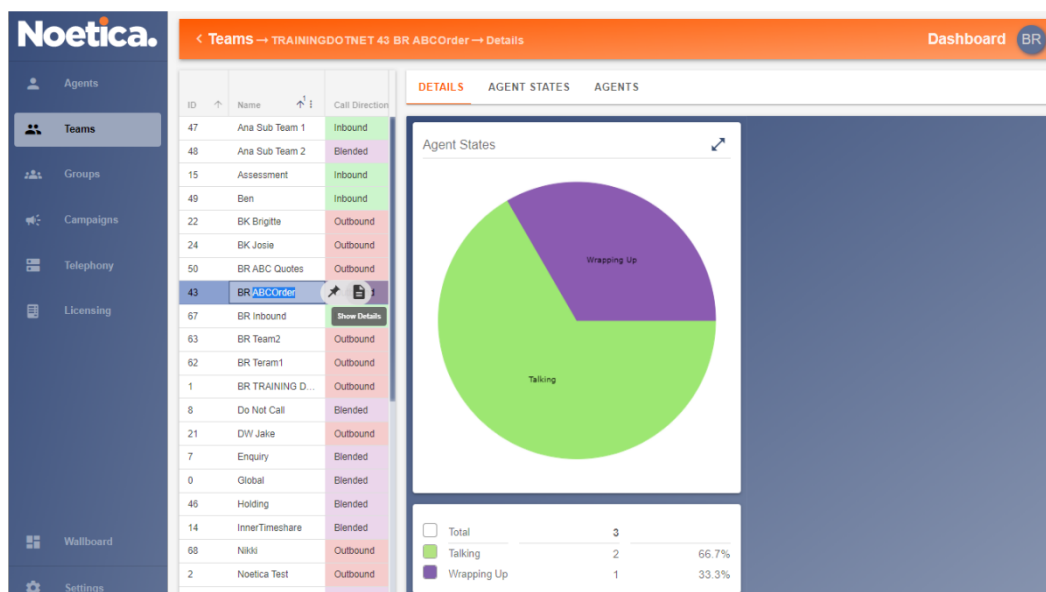 Noetica.
< Teams → TRAININGDOTNET 43 BR ABCOrder → Details
Dashboard BR
Agents
Teams
Groups
Campaigns
Telephony
Licensing
Wallboard
Settings
ID Name 1 Call Direction
47 Ana Sub Team 1 Inbound
48 Ana Sub Team 2 Blended
15 Assessment Inbound
49 Ben Inbound
22 BK Brigitte Outbound
24 BK Josie Outbound
50 BR ABC Quotes Outbound
43 BR ABCOrder
67 BR Inbound
Show Details
63 BR Team2 Outbound
62 BR Teram1 Outbound
1 BR TRAINING D... Outbound
8 Do Not Call Blended
21 DW Jake Outbound
7 Enquiry Blended
0 Global Blended
46 Holding Blended
14 InnerTimeshare Blended
68 Nikki Outbound
2 Noetica Test Outbound
DETAILS AGENT STATES AGENTS
Agent States
Wrapping Up
Talking
Total 3
Talking 2 66.7%
Wrapping Up 1 33.3%